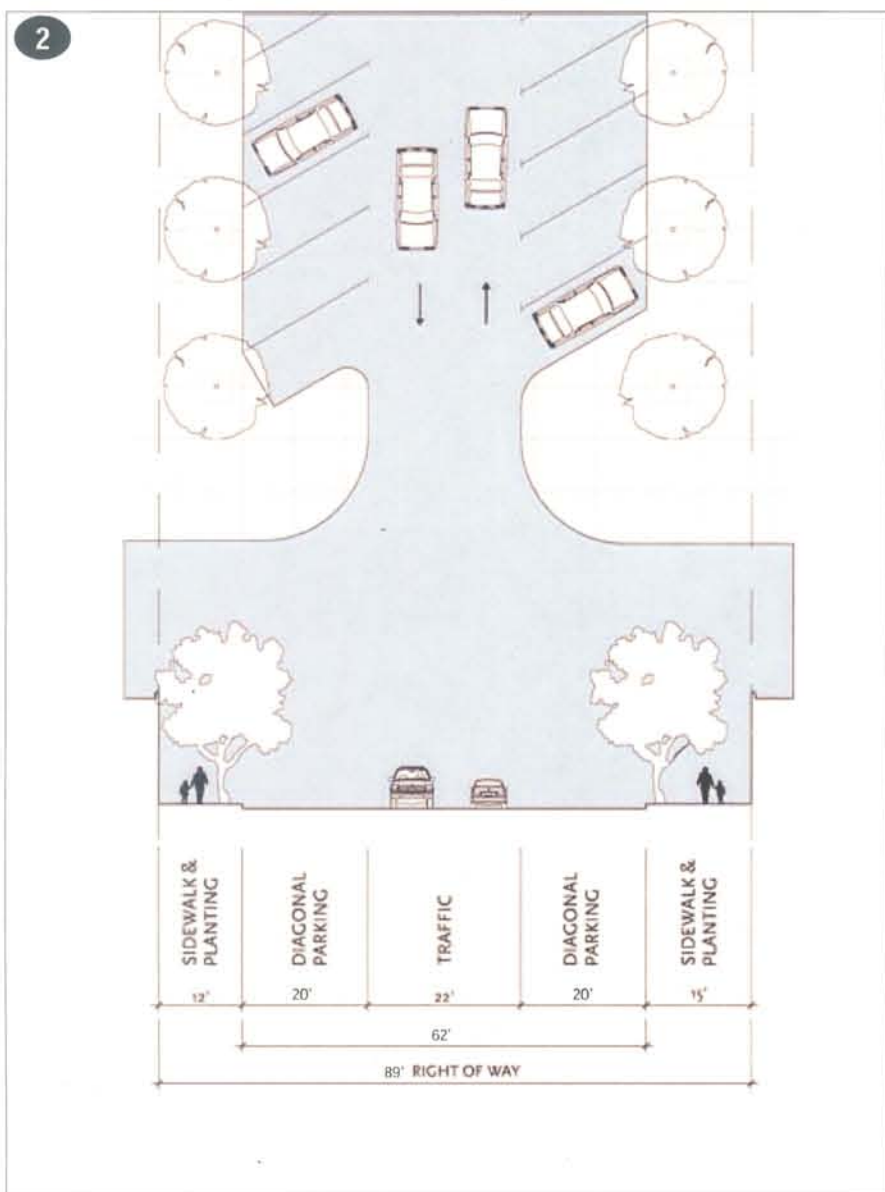 2
SIDEWALK &
PLANTING
DIAGONAL
PARKING
TRAFFIC
DIAGONAL
PARKING
SIDEWALK &
PLANTING
12'
20'
22'
20'
15'
62'
89' RIGHT OF WAY